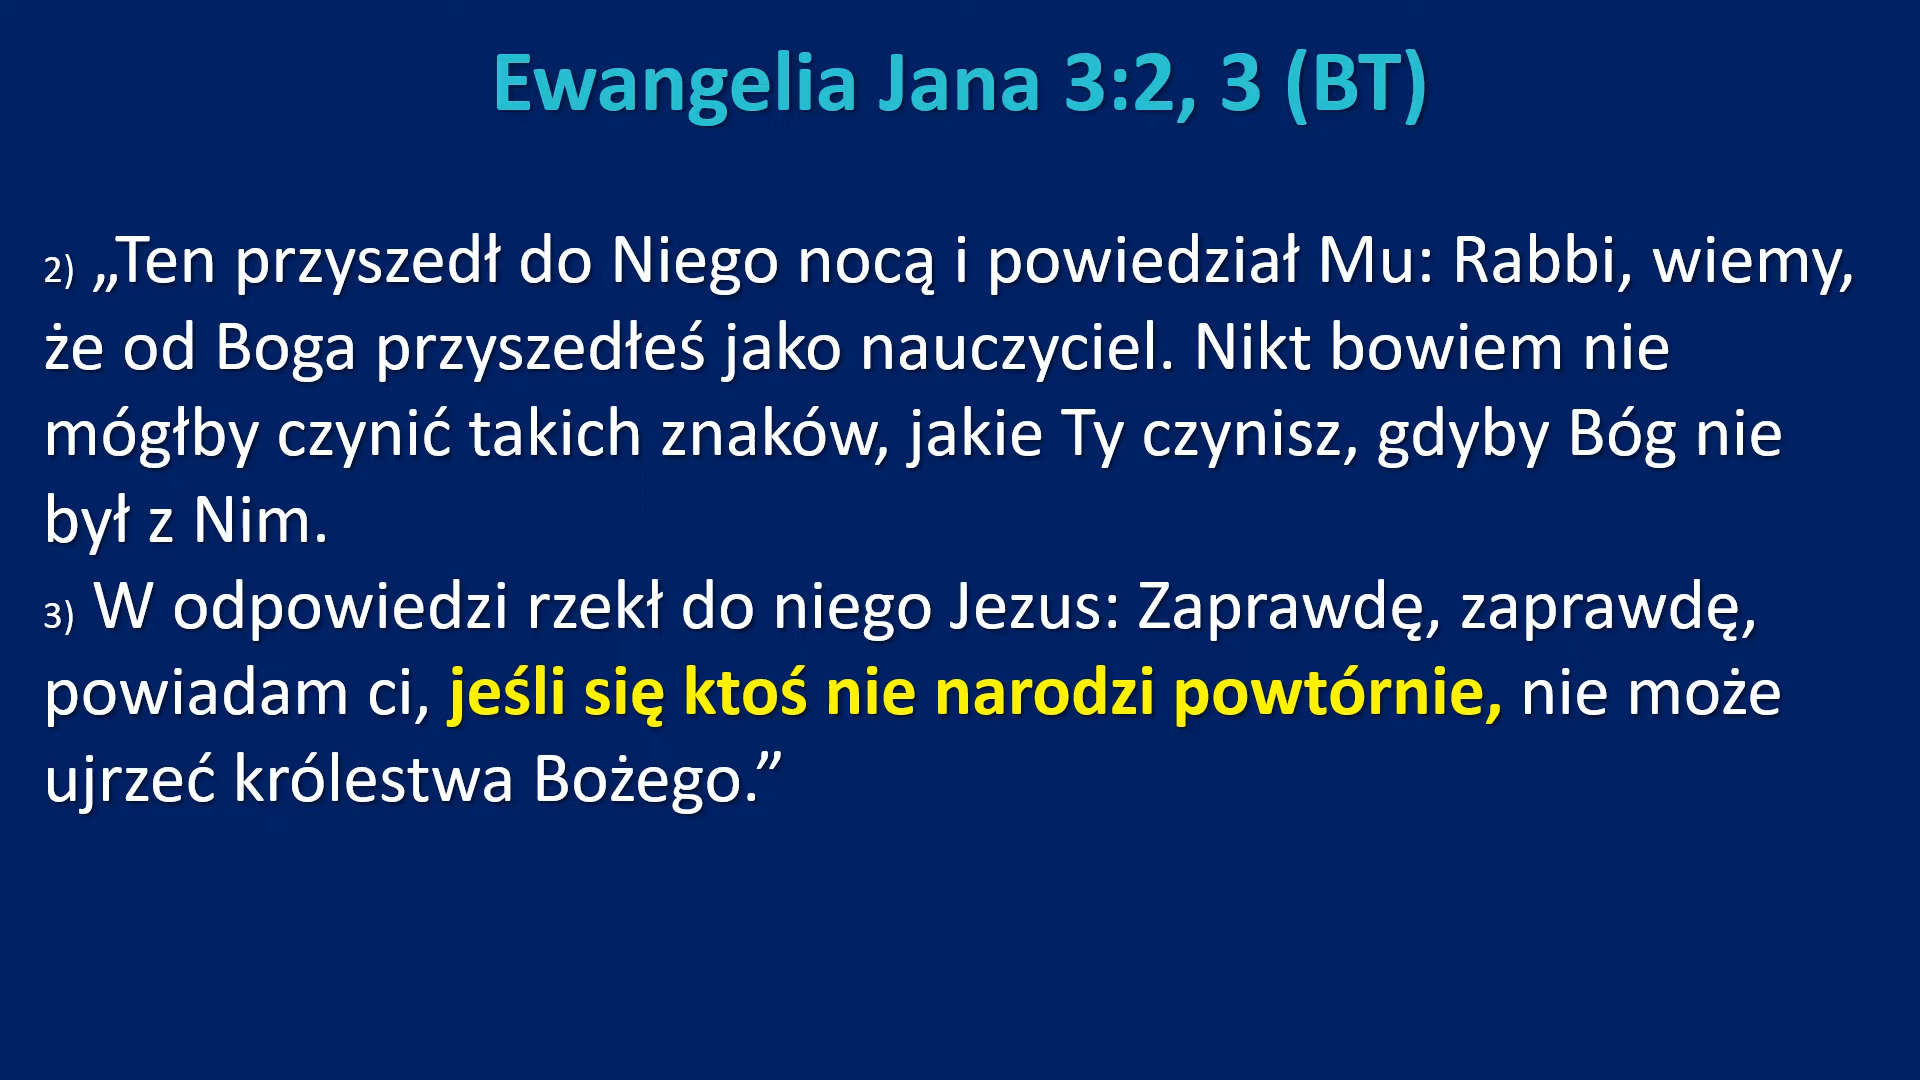 Ewangelia Jana 3:2, 3 (BT)
2) „Ten przyszedł do Niego nocą i powiedział Mu: Rabbi, wiemy,
że od Boga przyszedłeś jako nauczyciel. Nikt bowiem nie
mógłby czynić takich znaków, jakie Ty czynisz, gdyby Bóg nie
był z Nim.
3) W odpowiedzi rzekł do niego Jezus: Zaprawdę, zaprawdę,
powiadam ci, jeśli się ktoś nie narodzi powtórnie, nie może
ujrzeć królestwa Bożego.”